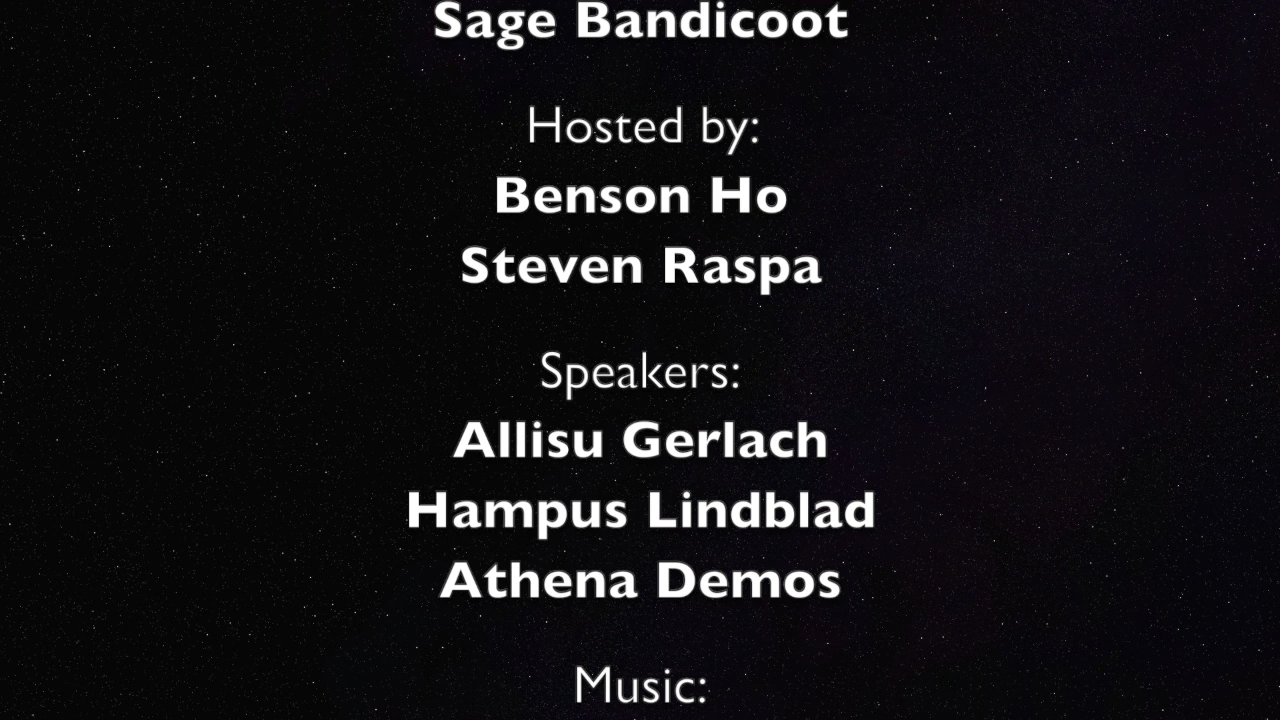 Sage Bandicoot
Hosted by:
Benson Ho
Steven Raspa
Speakers:
Allisu Gerlach
Hampus Lindblad
Athena Demos
Music: